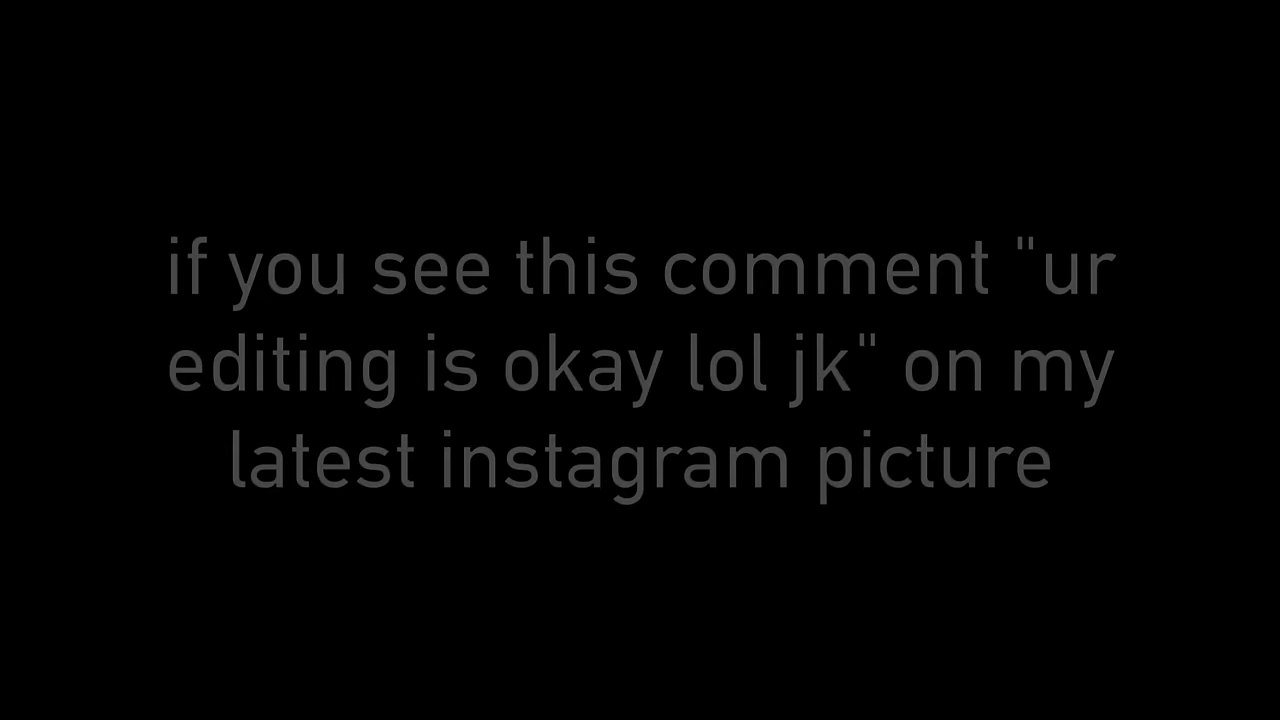 if you see this comment "ur
editing is okay lol jk" on my
latest instagram picture